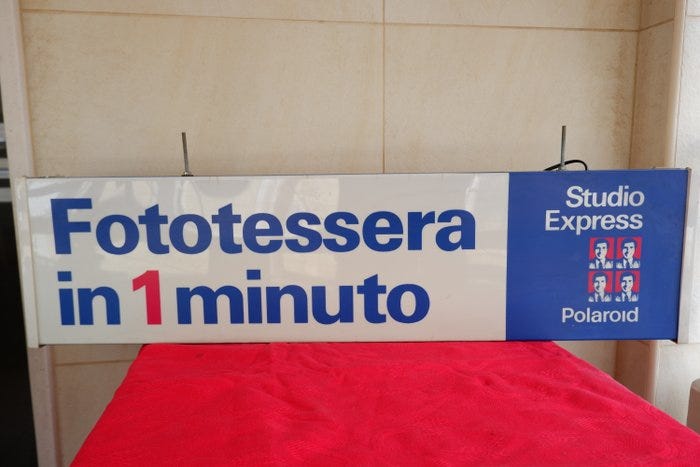 Fototessera
in 1 minuto
Studio
Express
Polaroid